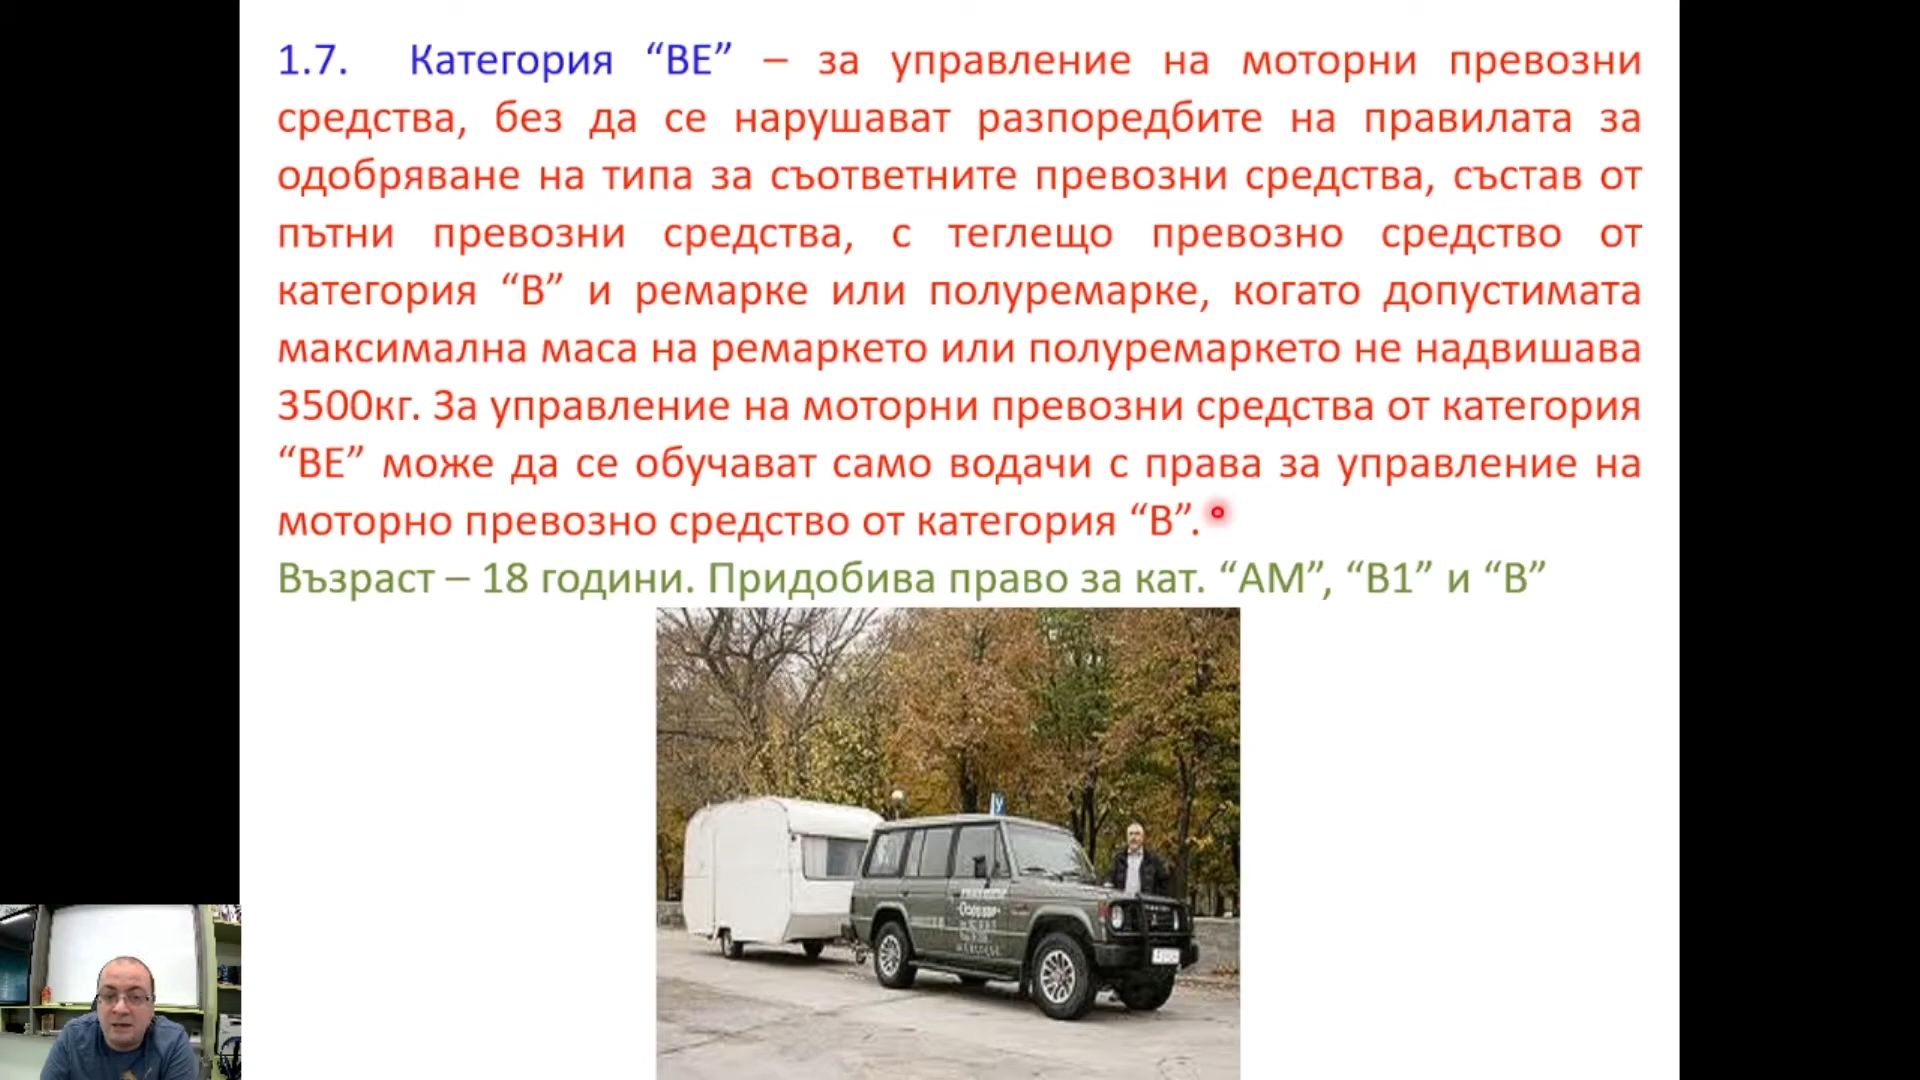 1.7. Категория “BE” – за управление на моторни превозни
средства, без да се нарушават разпоредбите на правилата за
одобряване на типа за съответните превозни средства, състав от
пътни превозни средства, с теглещо превозно средство от
категория “B” и ремарке или полуремарке, когато допустимата
максимална маса на ремаркето или полуремаркето не надвишава
3500кг. За управление на моторни превозни средства от категория
“BE” може да се обучават само водачи с права за управление на
моторно превозно средство от категория “B”.
Възраст – 18 години. Придобива право за кат. “AM”, “B1” и “B”
У